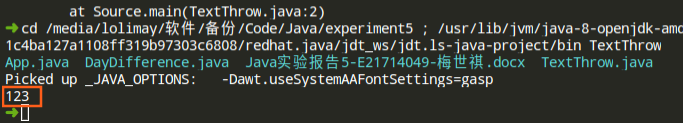 at Source.main(TextThrow.java:2)
➜ cd /media/lolimay/软件/备份/Code/Java/experiment5 ; /usr/lib/jvm/java-8-openjdk-amd
1c4ba127a1108ff319b97303c6808/redhat.java/jdt_ws/jdt.ls-java-project/bin TextThrow
App.java DayDifference.java Java实验报告5-E21714049-梅世祺.docx TextThrow.java
Picked up _JAVA_OPTIONS: -Dawt.useSystemAAFontSettings=gasp
123
➜